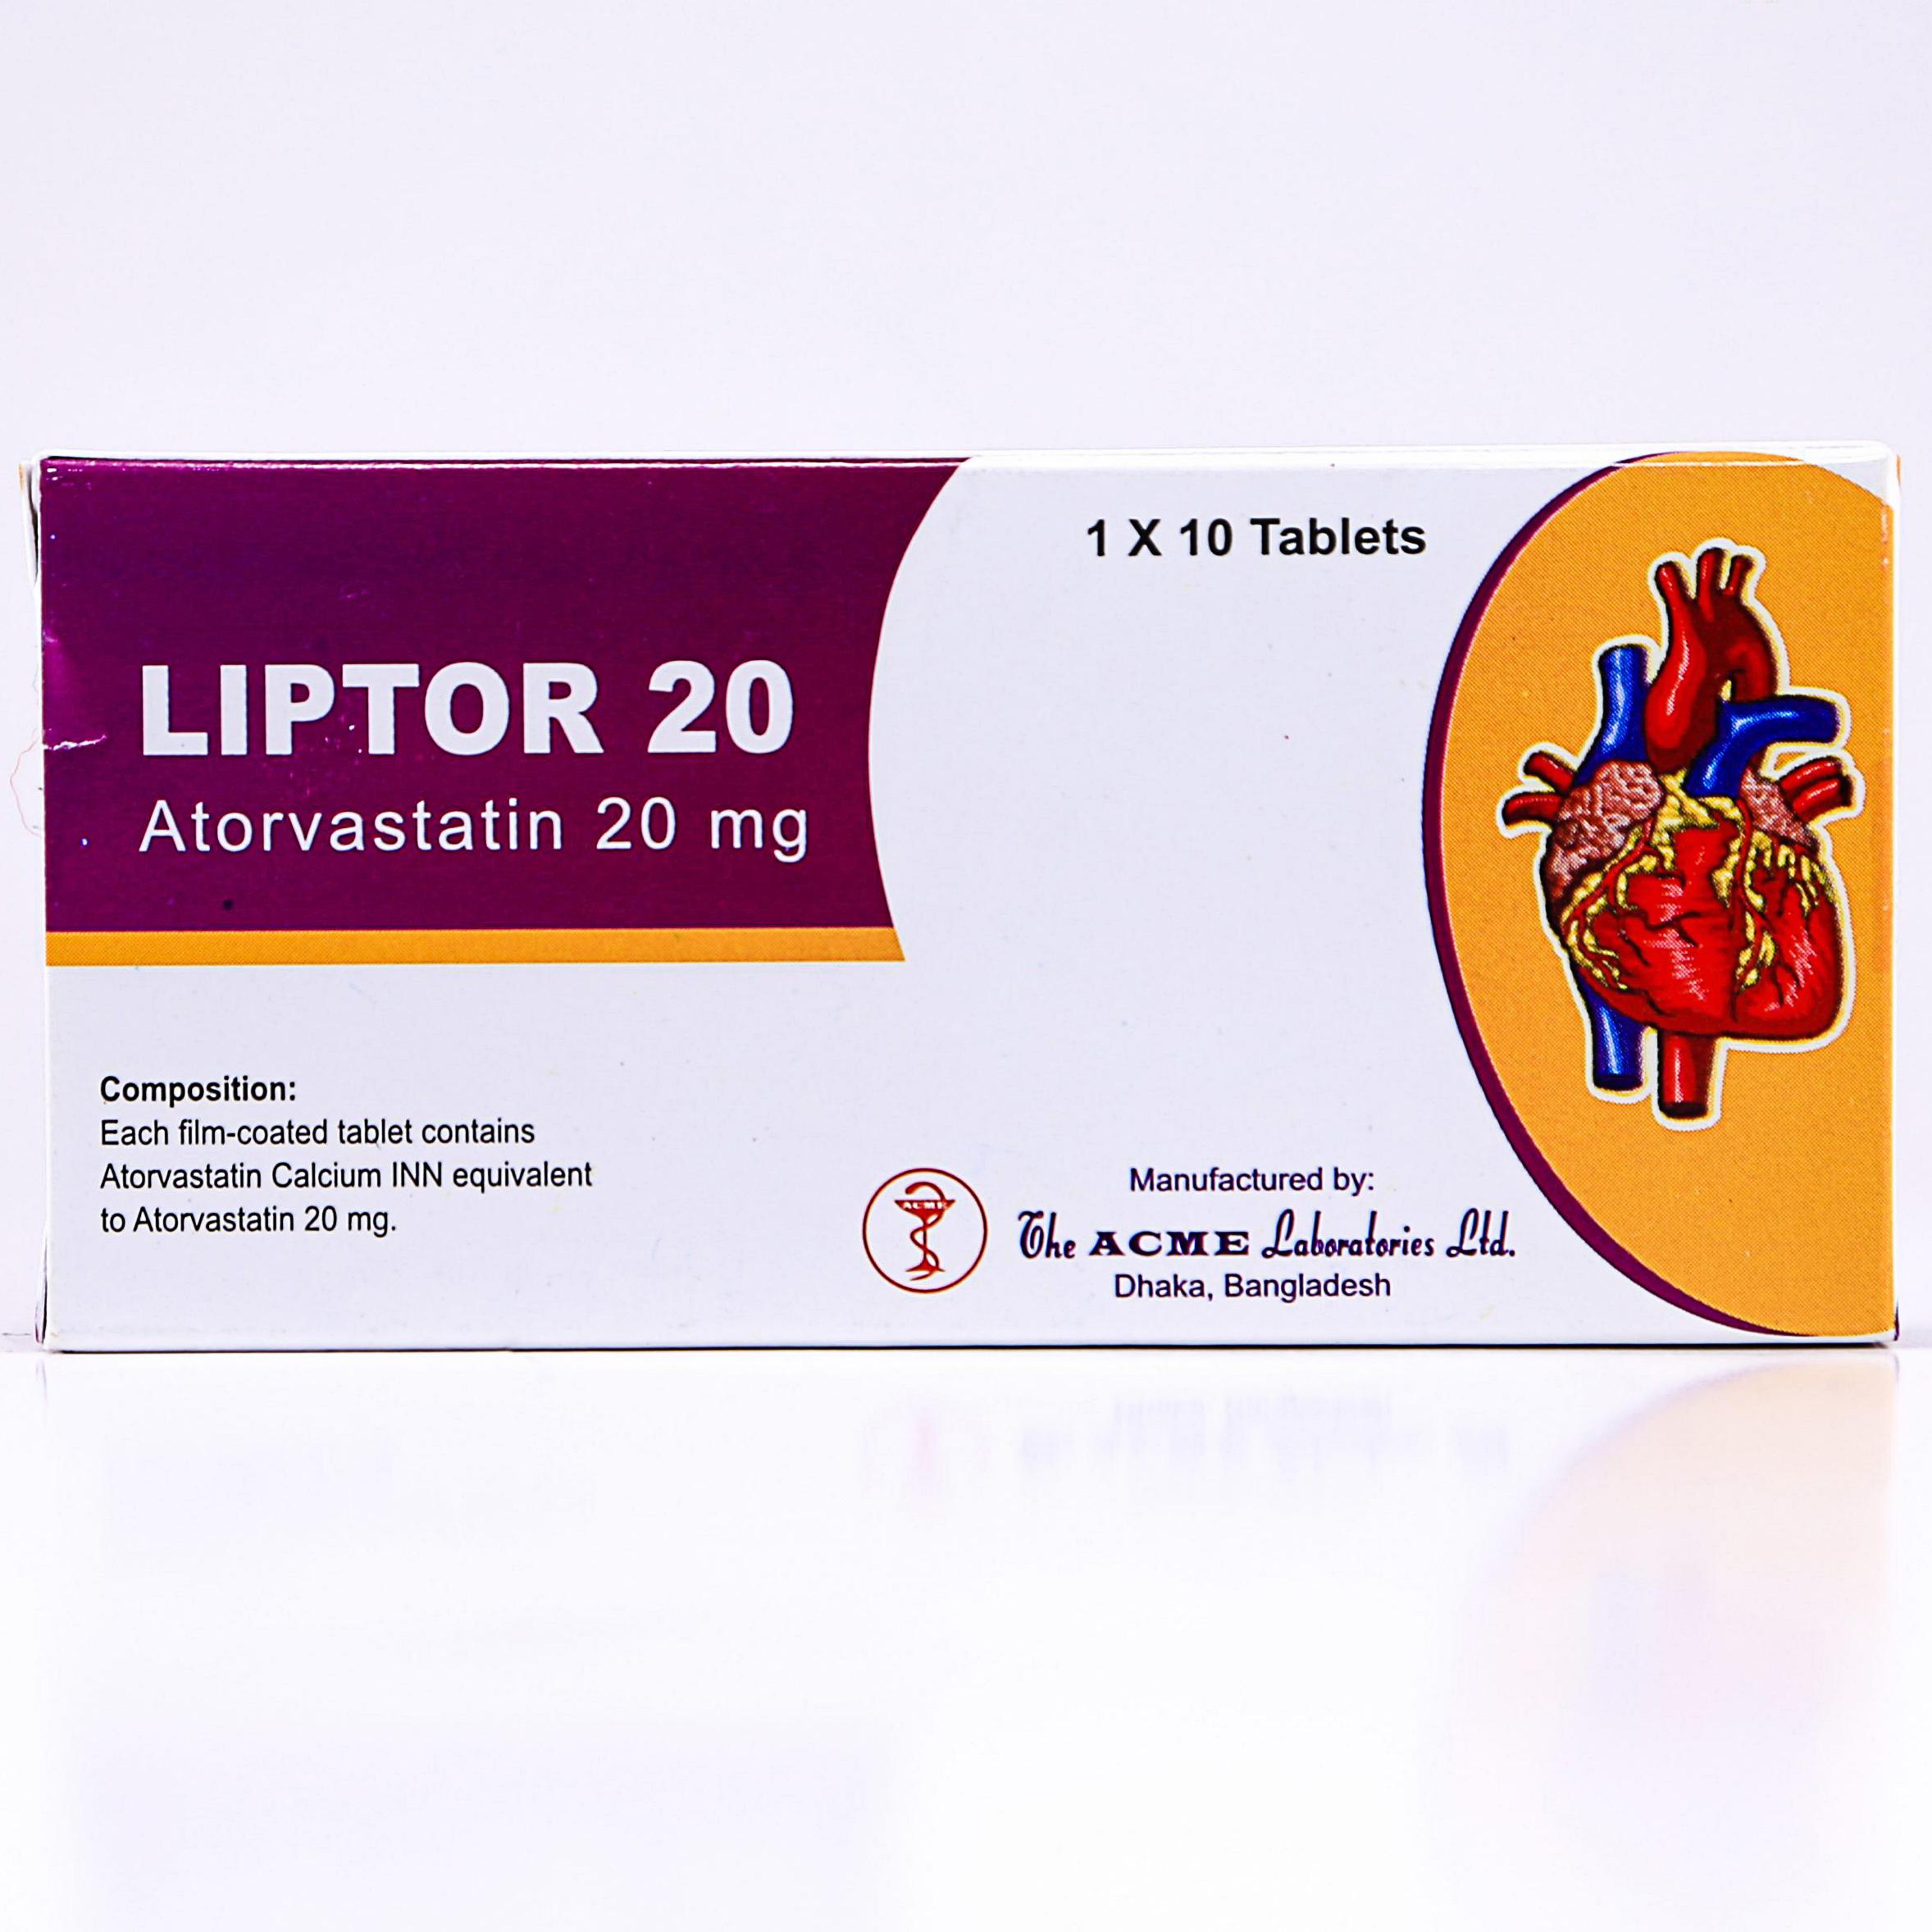 1 X 10 Tablets
LIPTOR 20
Atorvastatin 20 mg
Composition:
Each film-coated tablet contains
Atorvastatin Calcium INN equivalent
to Atorvastatin 20 mg.
ACME
Manufactured by:
The ACME Laboratories Ltd.
Dhaka, Bangladesh